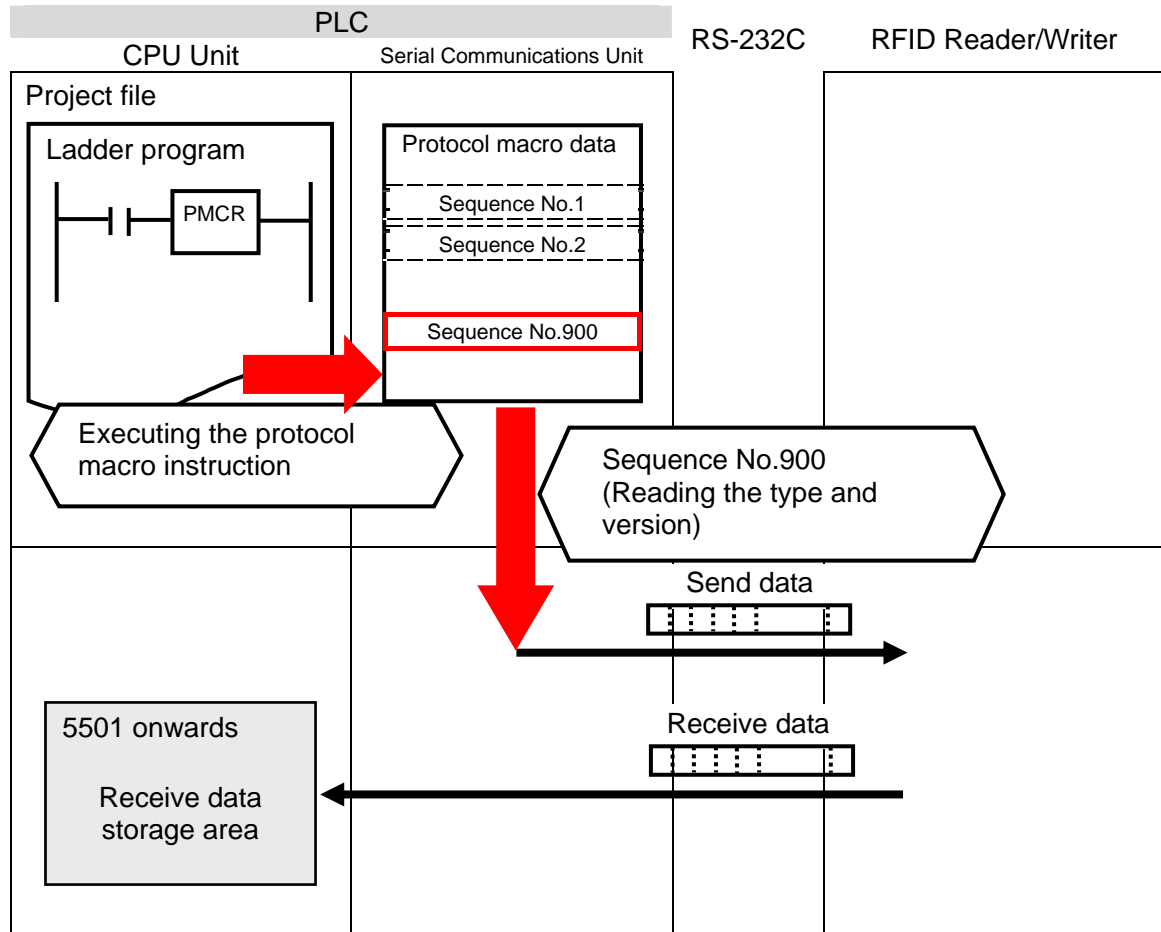 PLC
CPU Unit
Serial Communications Unit
RS-232C
RFID Reader/Writer
Project file
Ladder program
PMCR
Protocol macro data
Sequence No.1
Sequence No.2
Sequence No.900
Executing the protocol
macro instruction
Sequence No.900
(Reading the type and
version)
Send data
Receive data
5501 onwards
Receive data
storage area